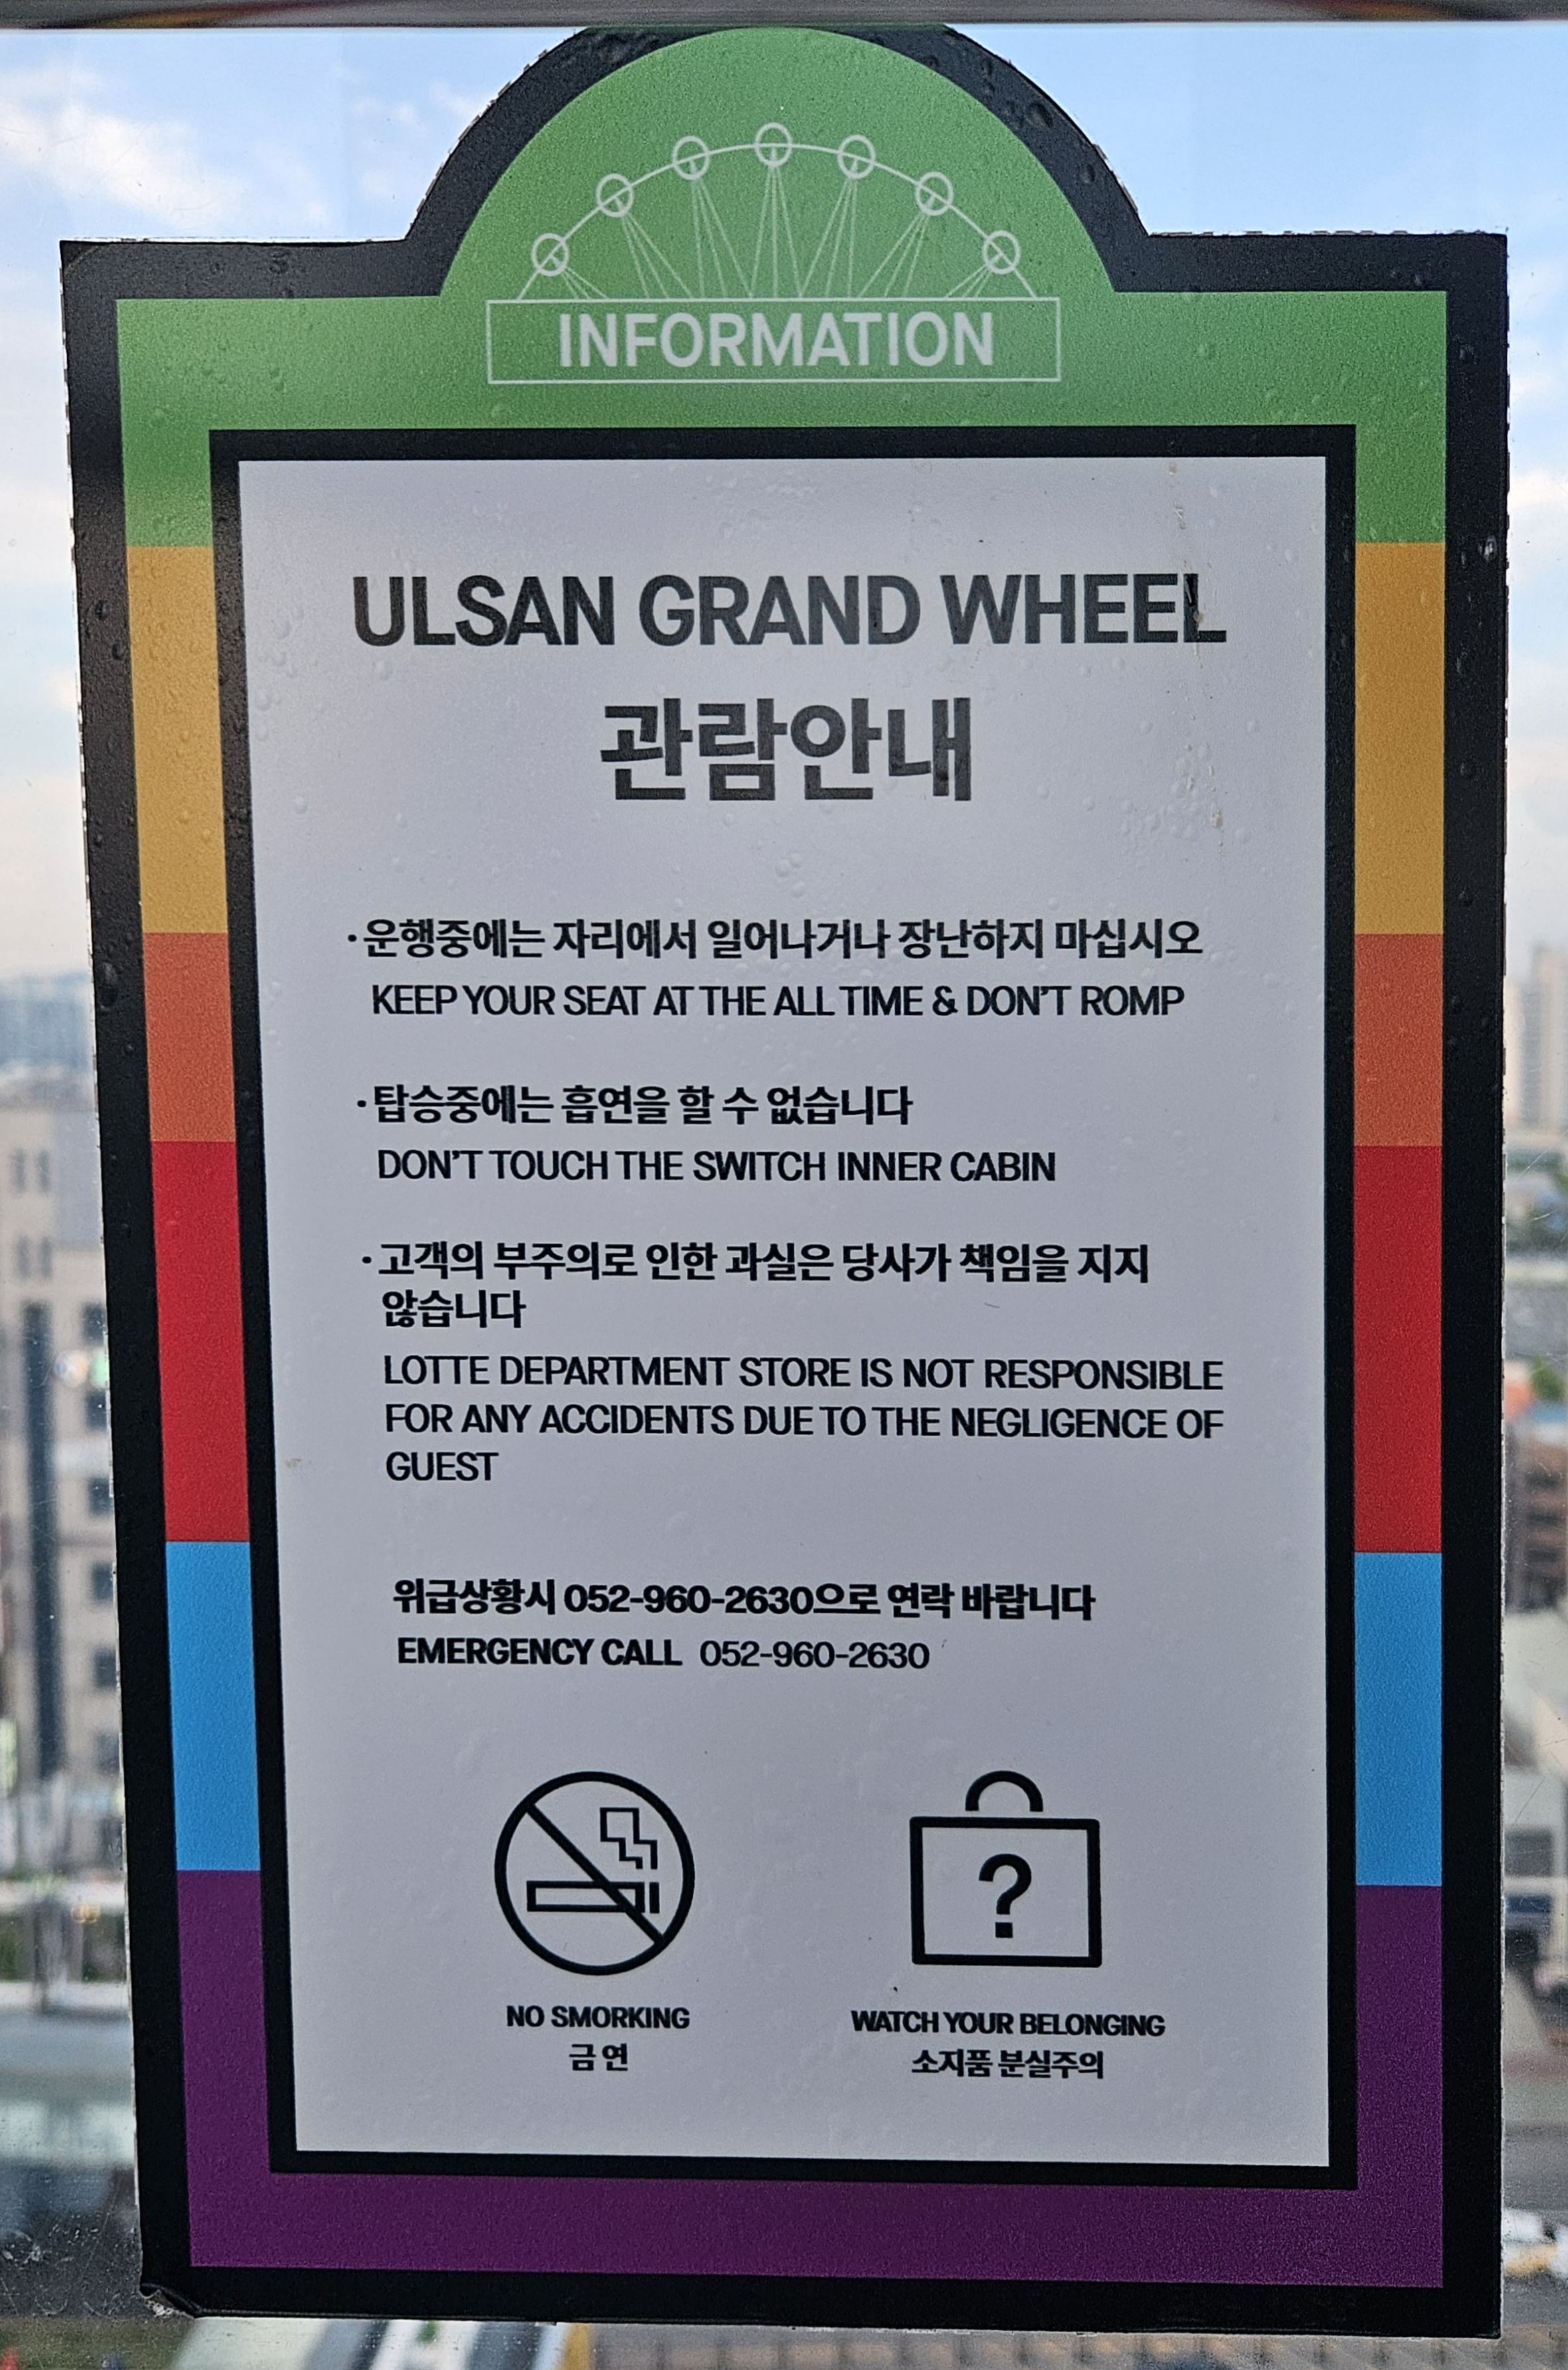 INFORMATION
ULSAN GRAND WHEEL
관람안내
·운행중에는 자리에서 일어나거나 장난하지 마십시오
KEEP YOUR SEAT AT THE ALL TIME & DON'T ROMP
·탑승중에는 흡연을 할 수 없습니다
DON'T TOUCH THE SWITCH INNER CABIN
·고객의 부주의로 인한 과실은 당사가 책임을 지지
않습니다
LOTTE DEPARTMENT STORE IS NOT RESPONSIBLE
FOR ANY ACCIDENTS DUE TO THE NEGLIGENCE OF
GUEST
위급상황시 052-960-2630으로 연락 바랍니다
EMERGENCY CALL 052-960-2630
?
NO SMORKING
금연
WATCH YOUR BELONGING
소지품 분실주의